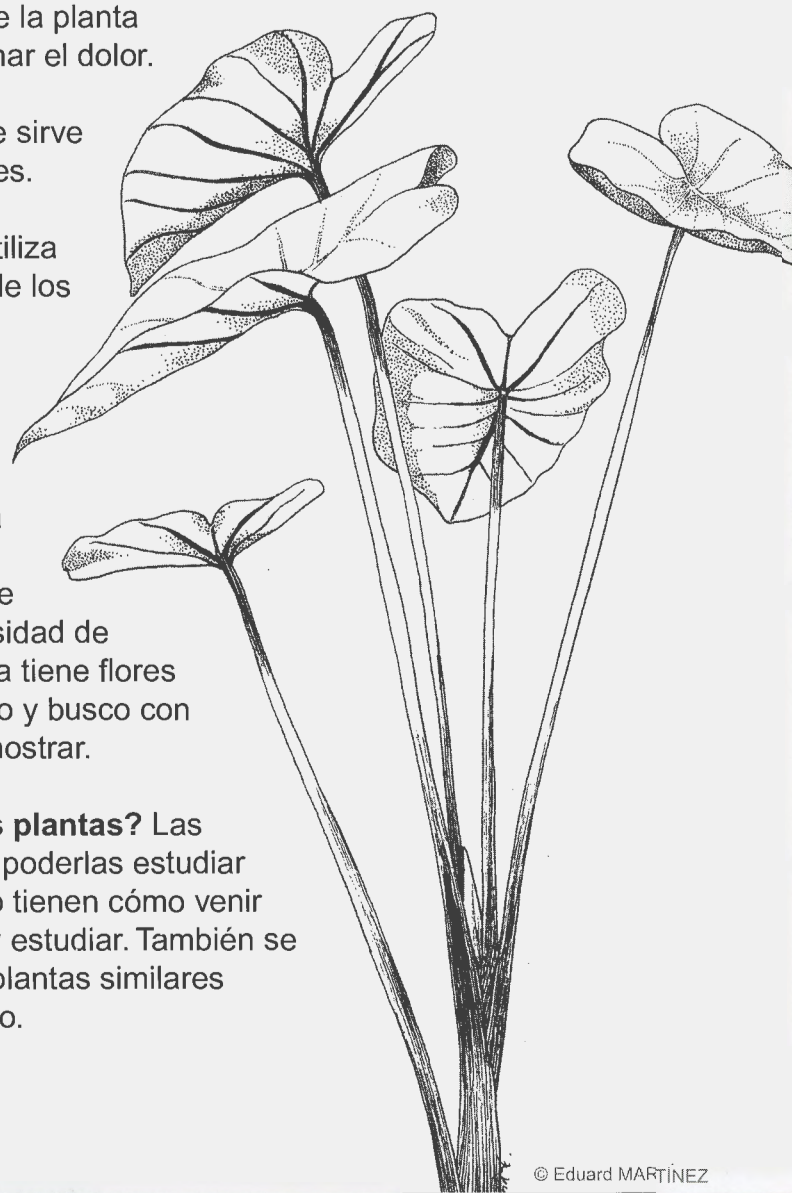 e la planta
nar el dolor.
e sirve
es.
tiliza
de los
a
e
sidad de
a tiene flores
o y busco con
nostrar.
s plantas? Las
poderlas estudiar
o tienen cómo venir
r estudiar. También se
plantas similares
o.
© Eduard MARTÍNEZ